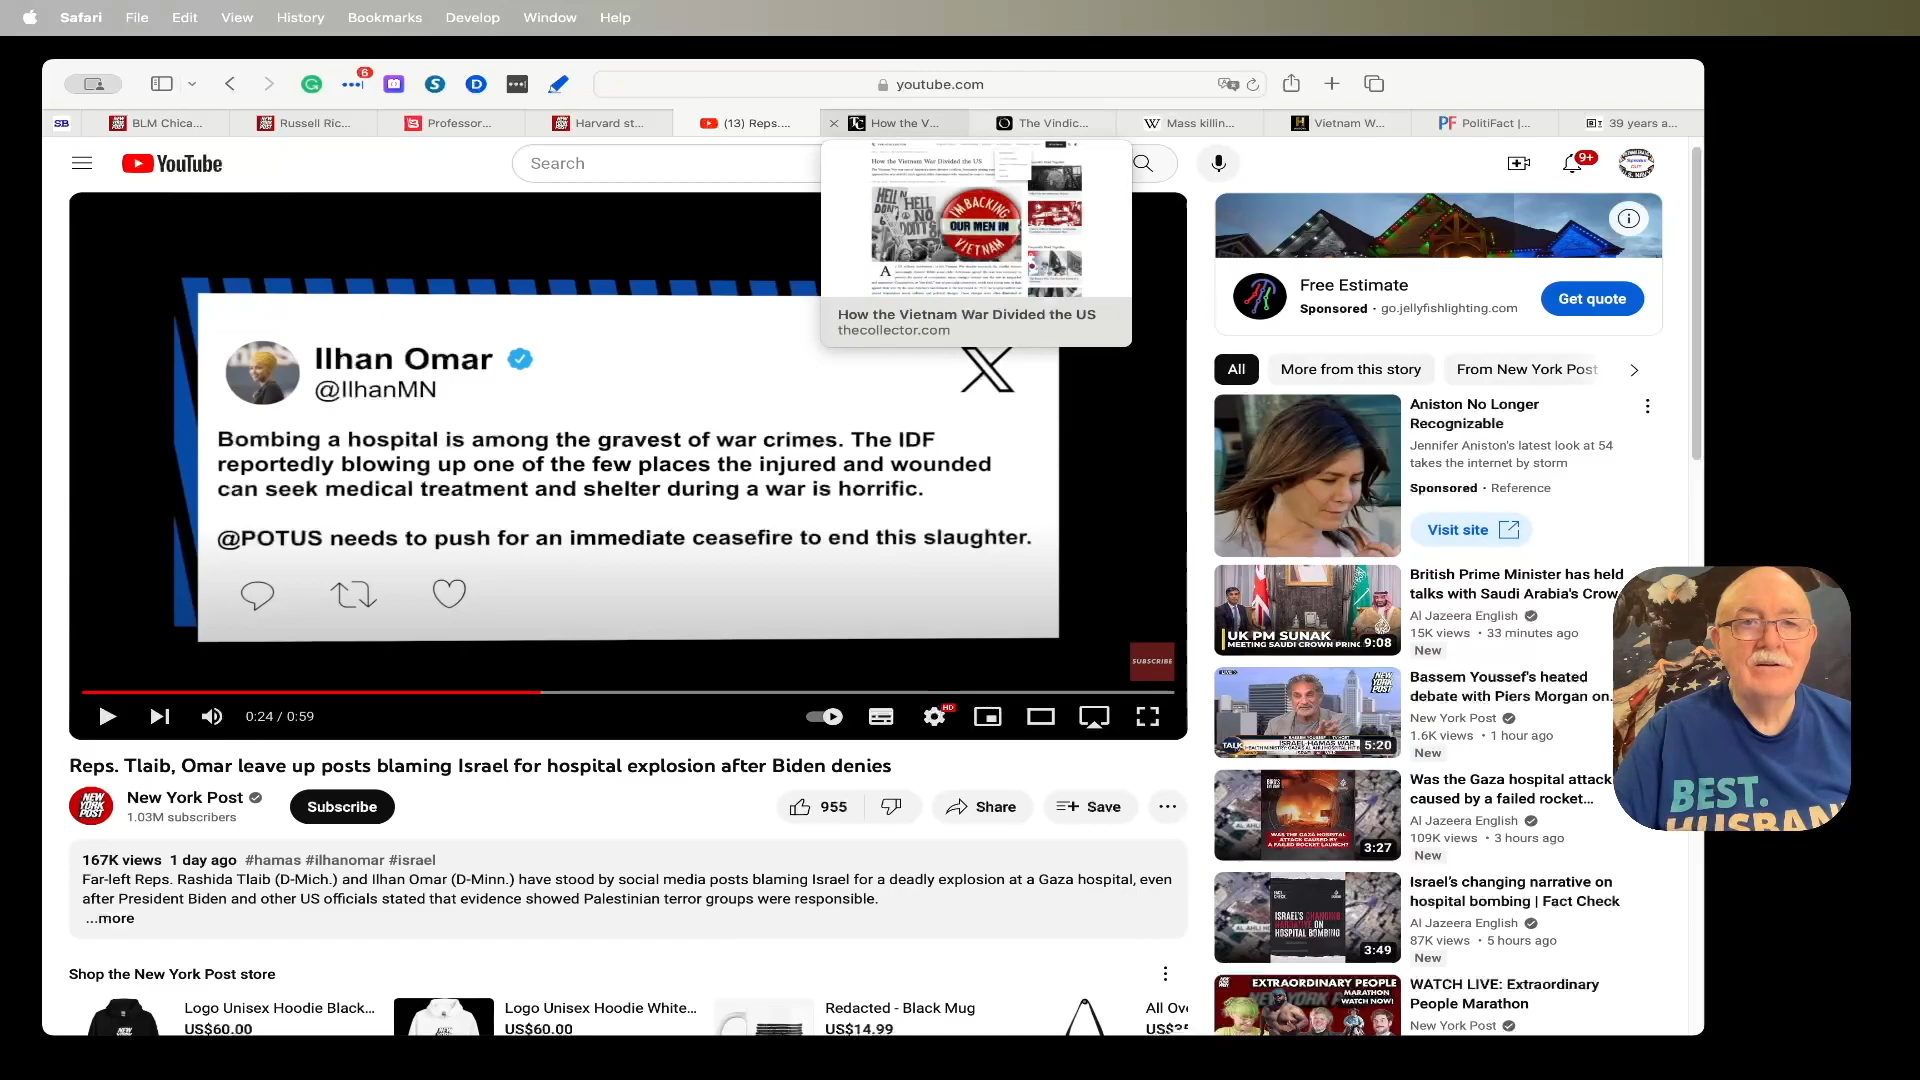 Safari File Edit View History Bookmarks Develop Window Help
6
youtube.com
SB BLM Chica... Russell Ric... Professor... Harvard st... (13) Reps.... How the V... The Vindic... Mass killin... Vietnam W... PolitiFact |... 39 years a...
YouTube
Search
9+
HELL NO
I'M BACKING
OUR MEN IN
VIETNAM
How the Vietnam War Divided the US
How the Vietnam War Divided the US
thecollector.com
Ilhan Omar
@IlhanMN
Bombing a hospital is among the gravest of war crimes. The IDF
reportedly blowing up one of the few places the injured and wounded
can seek medical treatment and shelter during a war is horrific.
@POTUS needs to push for an immediate ceasefire to end this slaughter.
SUBSCRIBE
0:24 / 0:59
HD
Reps. Tlaib, Omar leave up posts blaming Israel for hospital explosion after Biden denies
NEW YORK POST
New York Post
1.03M subscribers
Subscribe
955
Share
Save
167K views 1 day ago #hamas #ilhanomar #israel
Far-left Reps. Rashida Tlaib (D-Mich.) and Ilhan Omar (D-Minn.) have stood by social media posts blaming Israel for a deadly explosion at a Gaza hospital, even
after President Biden and other US officials stated that evidence showed Palestinian terror groups were responsible.
...more
Shop the New York Post store
Logo Unisex Hoodie Black...
US$60.00
Logo Unisex Hoodie White...
US$60.00
Redacted - Black Mug
US$14.99
All Ove
Free Estimate
Sponsored · go.jellyfishlighting.com
Get quote
All More from this story From New York Post
Aniston No Longer
Recognizable
Jennifer Aniston's latest look at 54
takes the internet by storm
Sponsored · Reference
Visit site
UK PM SUNAK
MEETING SAUDI CROWN PRINC
9:08
British Prime Minister has held
talks with Saudi Arabia's Crow
Al Jazeera English
15K views · 33 minutes ago
New
NEW YORK POST
TALK
ISRAEL-HAMAS WAR
5:20
Bassem Youssef's heated
debate with Piers Morgan on.
New York Post
1.6K views · 1 hour ago
New
WAS THE GAZA HOSPITAL
ATTACK CAUSED BY
A FAILED ROCKET LAUNCH?
3:27
Was the Gaza hospital attack
caused by a failed rocket...
Al Jazeera English
109K views · 3 hours ago
New
ISRAEL'S
CHANGING
NARRATIVE ON
HOSPITAL BOMBING
3:49
Israel's changing narrative on
hospital bombing | Fact Check
Al Jazeera English
87K views · 5 hours ago
New
EXTRAORDINARY PEOPLE
MARATHON
WATCH NOW!
WATCH LIVE: Extraordinary
People Marathon
New York Post
BEST.
HUSBAN